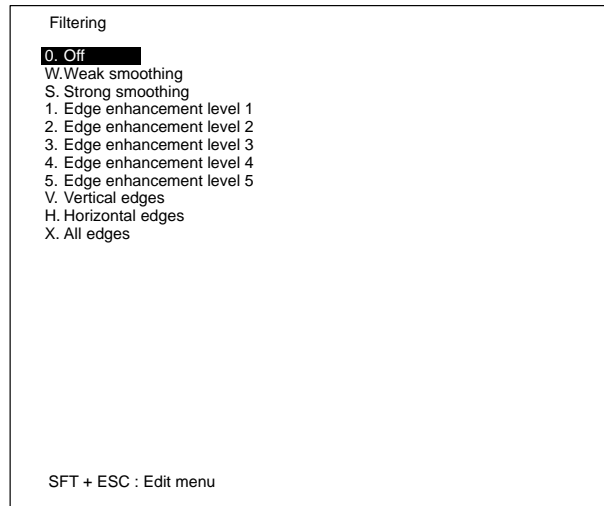 Filtering
0. Off
W.Weak smoothing
S. Strong smoothing
1. Edge enhancement level 1
2. Edge enhancement level 2
3. Edge enhancement level 3
4. Edge enhancement level 4
5. Edge enhancement level 5
V. Vertical edges
H. Horizontal edges
X. All edges
SFT + ESC : Edit menu